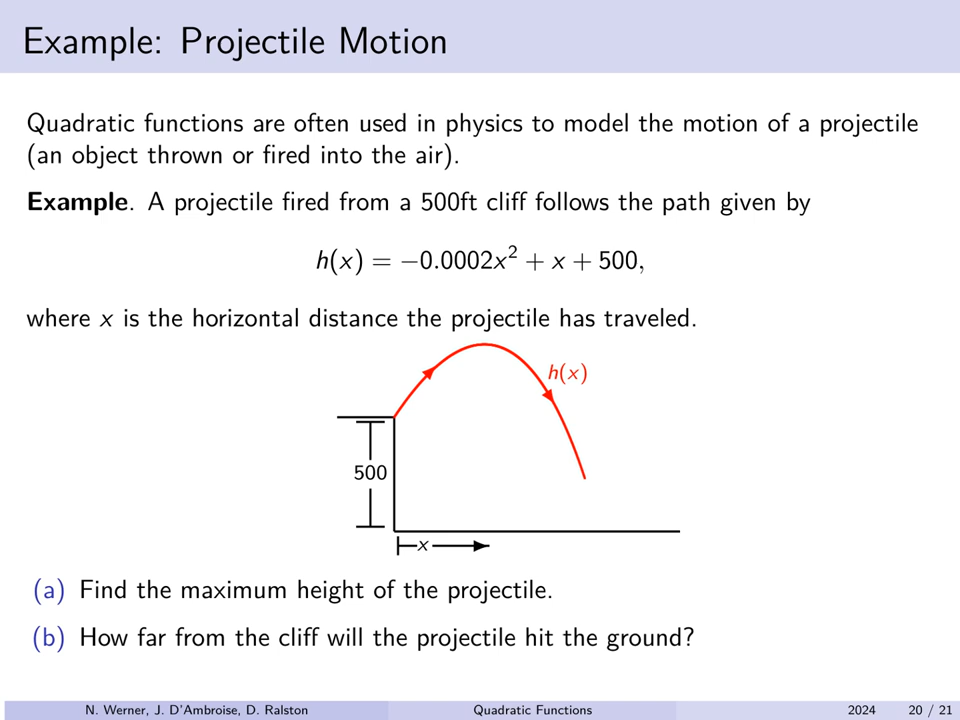 Example: Projectile Motion
Quadratic functions are often used in physics to model the motion of a projectile
(an object thrown or fired into the air).
Example. A projectile fired from a 500ft cliff follows the path given by
h(x) = −0.0002x² + x + 500,
where x is the horizontal distance the projectile has traveled.
h(x)
500
x
(a) Find the maximum height of the projectile.
(b) How far from the cliff will the projectile hit the ground?
N. Werner, J. D'Ambroise, D. Ralston Quadratic Functions 2024 20 / 21